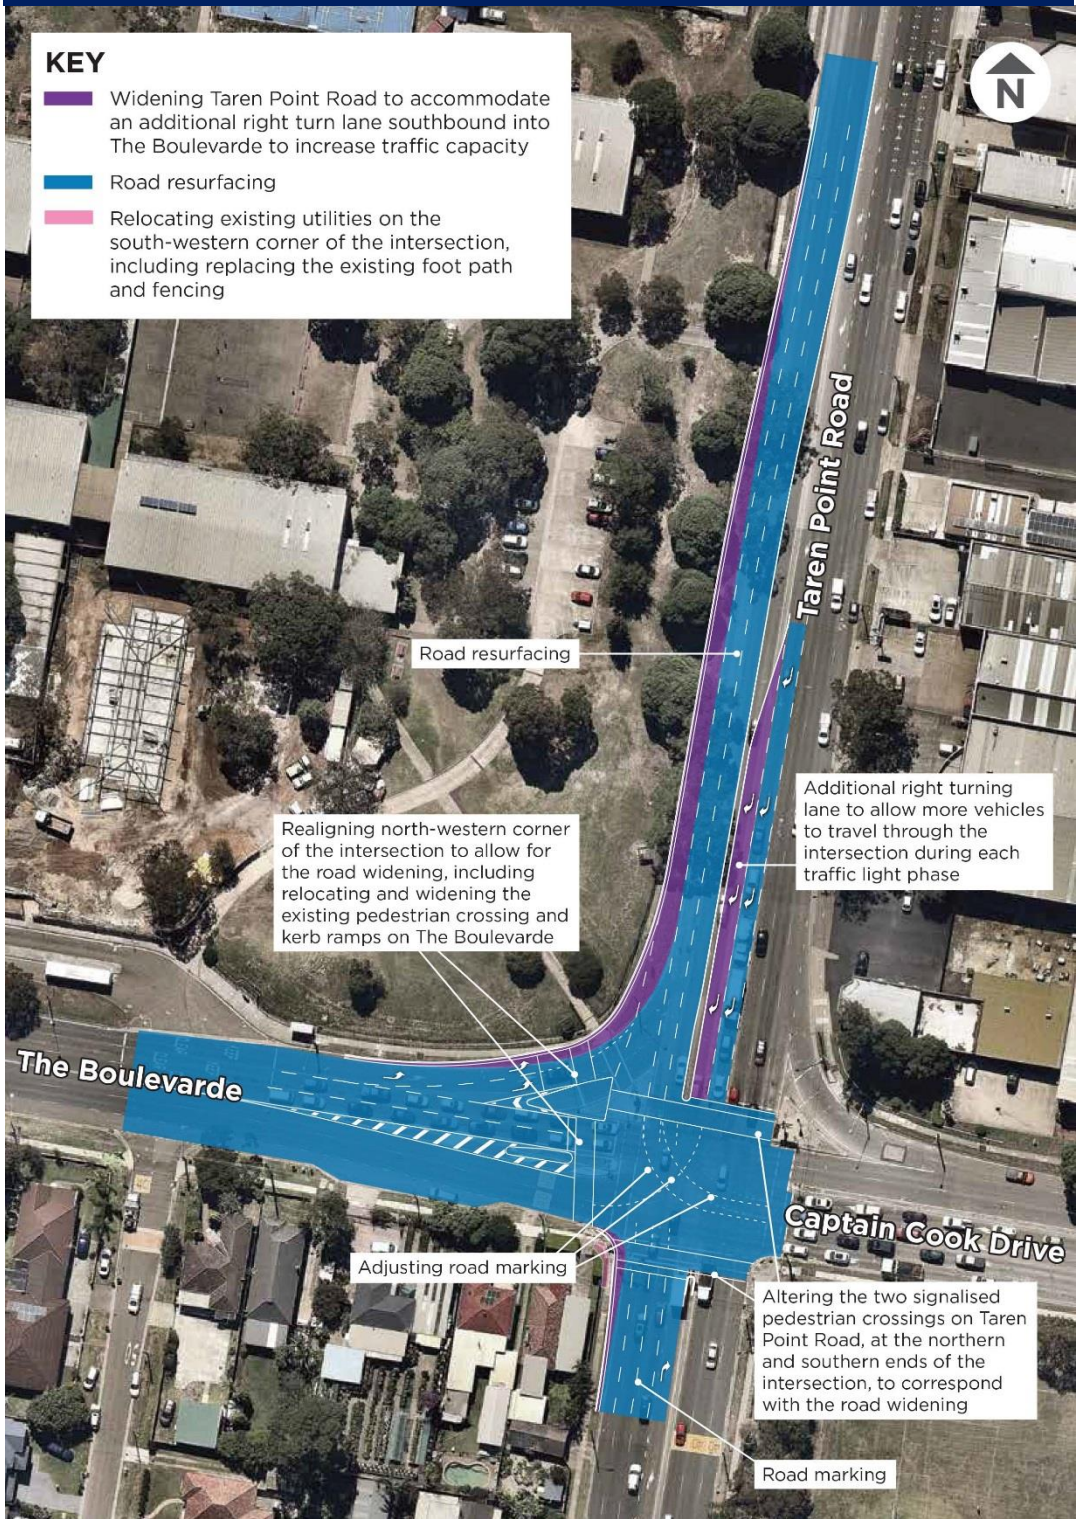 KEY
Widening Taren Point Road to accommodate
an additional right turn lane southbound into
The Boulevarde to increase traffic capacity
Road resurfacing
Relocating existing utilities on the
south-western corner of the intersection,
including replacing the existing foot path
and fencing
N
Taren Point Road
Road resurfacing
Additional right turning
lane to allow more vehicles
to travel through the
intersection during each
traffic light phase
Realigning north-western corner
of the intersection to allow for
the road widening, including
relocating and widening the
existing pedestrian crossing and
kerb ramps on The Boulevarde
The Boulevarde
Captain Cook Drive
Adjusting road marking
Altering the two signalised
pedestrian crossings on Taren
Point Road, at the northern
and southern ends of the
intersection, to correspond
with the road widening
Road marking